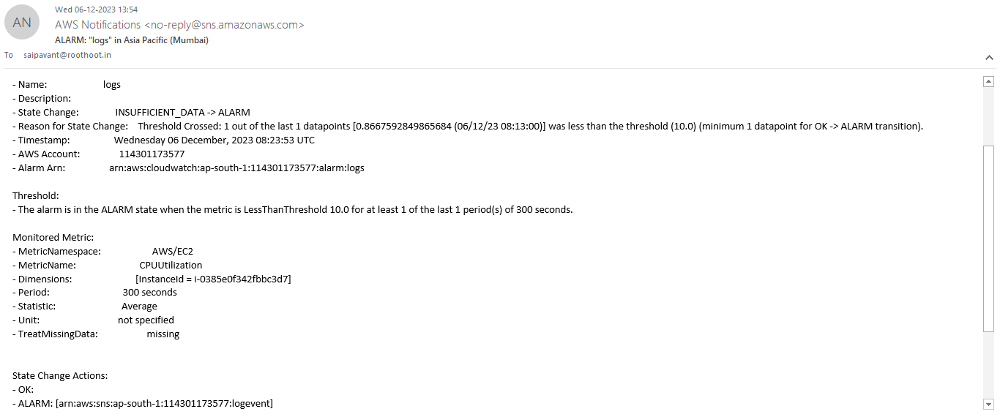 Wed 06-12-2023 13:54
AN
AWS Notifications <no-reply@sns.amazonaws.com>
ALARM: "logs" in Asia Pacific (Mumbai)
To saipavant@roothoot.in
- Name: logs
- Description:
- State Change: INSUFFICIENT_DATA -> ALARM
- Reason for State Change: Threshold Crossed: 1 out of the last 1 datapoints [0.8667592849865684 (06/12/23 08:13:00)] was less than the threshold (10.0) (minimum 1 datapoint for OK -> ALARM transition).
- Timestamp: Wednesday 06 December, 2023 08:23:53 UTC
- AWS Account: 114301173577
- Alarm Arn: arn:aws:cloudwatch:ap-south-1:114301173577:alarm:logs
Threshold:
- The alarm is in the ALARM state when the metric is LessThanThreshold 10.0 for at least 1 of the last 1 period(s) of 300 seconds.
Monitored Metric:
- MetricNamespace: AWS/EC2
- MetricName: CPUUtilization
- Dimensions: [InstanceId = i-0385e0f342fbbc3d7]
- Period: 300 seconds
- Statistic: Average
- Unit: not specified
- TreatMissingData: missing
State Change Actions:
- OK:
- ALARM: [arn:aws:sns:ap-south-1:114301173577:logevent]